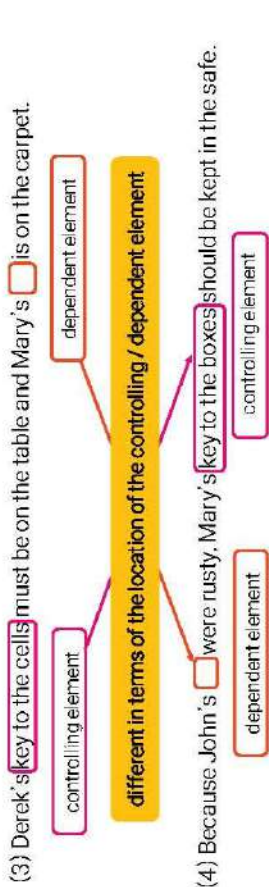 (3) Derek's key to the cells must be on the table and Mary's is on the carpet.
controlling element
dependent element
different in terms of the location of the controlling / dependent element
(4) Because John's were rusty, Mary's key to the boxes should be kept in the safe.
dependent element
controlling element